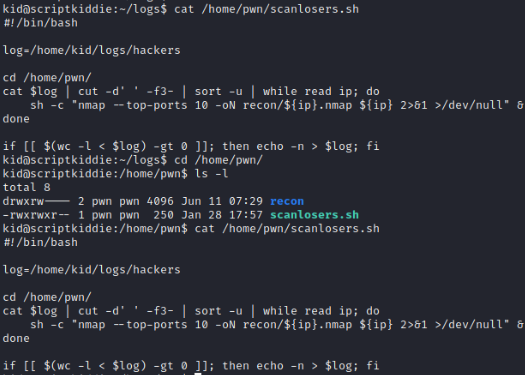 kid@scriptkiddie:~/logs$ cat /home/pwn/scanlosers.sh
#!/bin/bash
log=/home/kid/logs/hackers
cd /home/pwn/
cat $log | cut -d' ' -f3- | sort -u | while read ip; do
    sh -c "nmap --top-ports 10 -oN recon/${ip}.nmap ${ip} 2>&1 >/dev/null" &
done
if [[ $(wc -l < $log) -gt 0 ]]; then echo -n > $log; fi
kid@scriptkiddie:~/logs$ cd /home/pwn/
kid@scriptkiddie:/home/pwn$ ls -l
total 8
drwxrw---- 2 pwn pwn 4096 Jun 11 07:29 recon
-rwxrwxr-- 1 pwn pwn  250 Jan 28 17:57 scanlosers.sh
kid@scriptkiddie:/home/pwn$ cat /home/pwn/scanlosers.sh
#!/bin/bash
log=/home/kid/logs/hackers
cd /home/pwn/
cat $log | cut -d' ' -f3- | sort -u | while read ip; do
    sh -c "nmap --top-ports 10 -oN recon/${ip}.nmap ${ip} 2>&1 >/dev/null" &
done
if [[ $(wc -l < $log) -gt 0 ]]; then echo -n > $log; fi